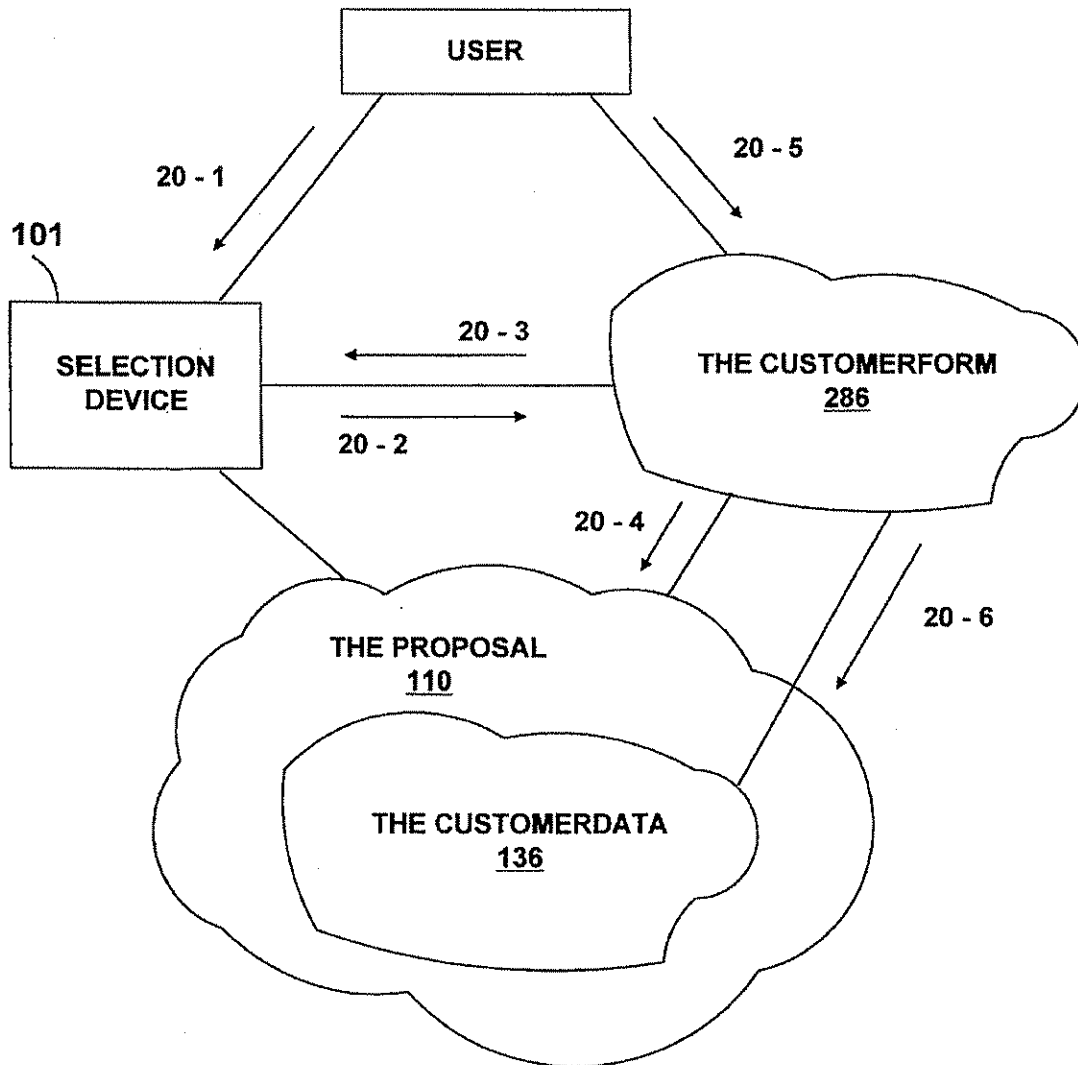 USER
20 - 1
20 - 5
101
SELECTION
DEVICE
20 - 3
20 - 2
THE CUSTOMERFORM
286
20 - 4
20 - 6
THE PROPOSAL
110
THE CUSTOMERDATA
136